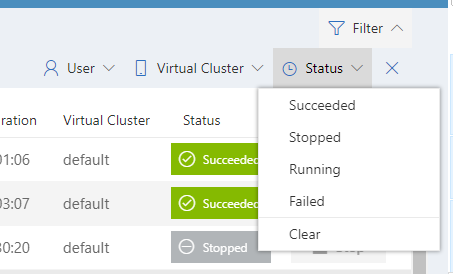 Filter
User
Virtual Cluster
Status
ration Virtual Cluster Status
Succeeded
Stopped
Running
Failed
Clear
01:06 default Succeeded
03:07 default Succeeded
30:20 default Stopped